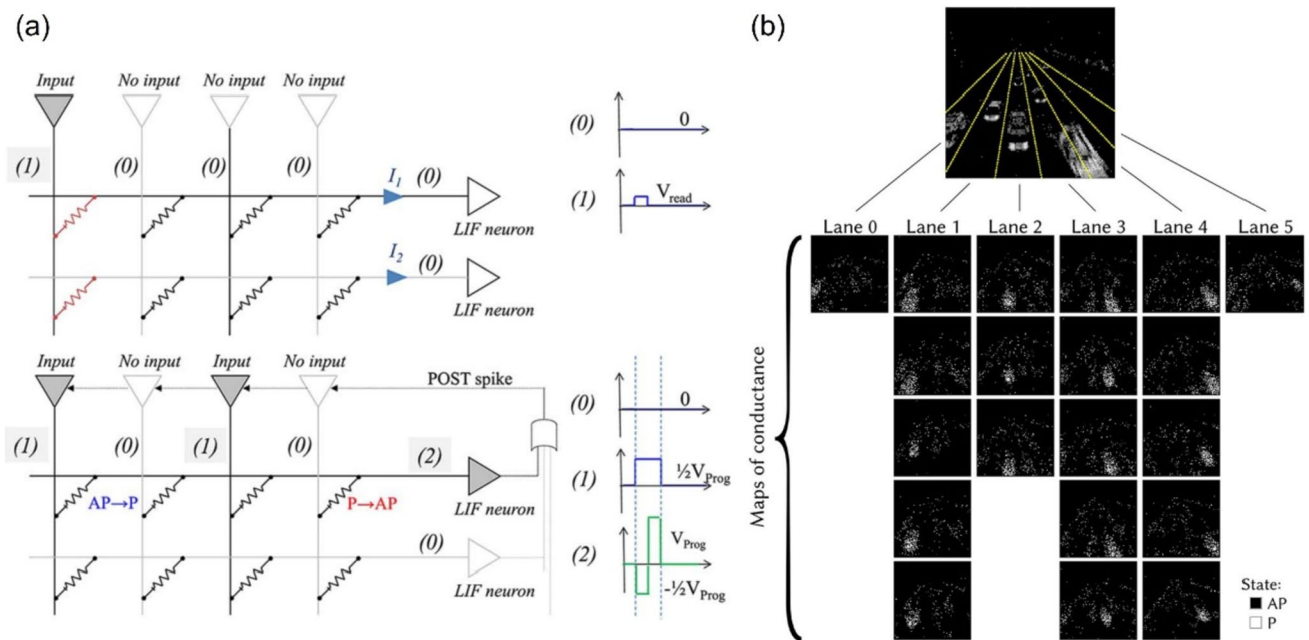 (a)
Input No input No input No input
(1) (0) (0) (0)
I1 (0)
LIF neuron
I2 (0)
LIF neuron
(0) 0
(1) Vread
Input No input Input No input
POST spike
(1) (0) (1) (0) (2)
AP→P P→AP
LIF neuron
(0)
LIF neuron
(0) 0
(1) ½VProg
(2) VProg
-½VProg
(b)
Lane 0 Lane 1 Lane 2 Lane 3 Lane 4 Lane 5
Maps of conductance
State:
AP
P